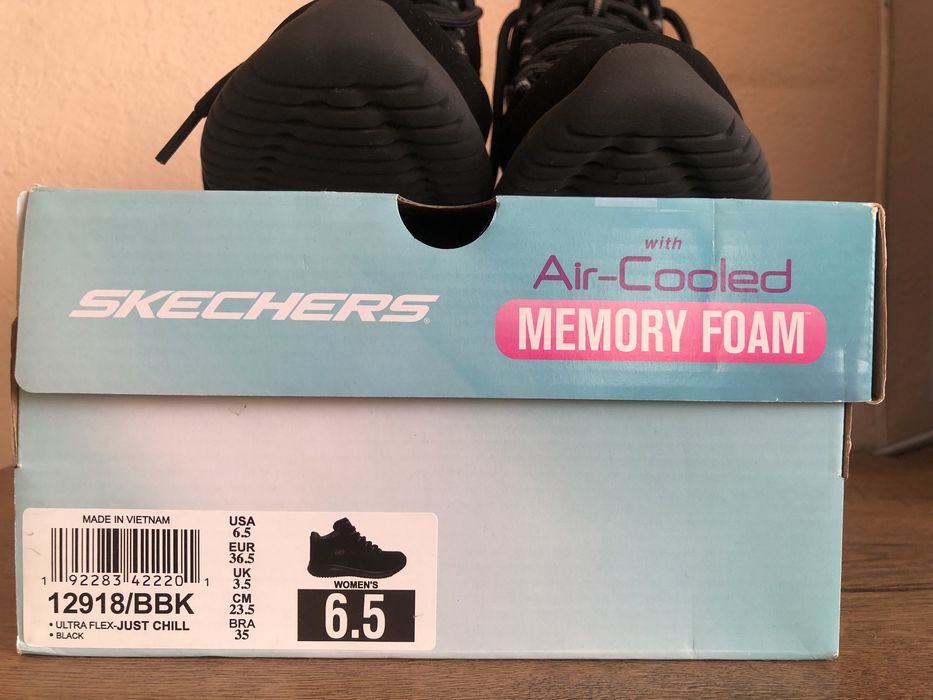 SKECHERS®
with
Air-Cooled
MEMORY FOAM™
MADE IN VIETNAM
1 92283 42220 1
12918/BBK
• ULTRA FLEX-JUST CHILL
• BLACK
USA
6.5
EUR
36.5
UK
3.5
CM
23.5
BRA
35
WOMEN'S
6.5